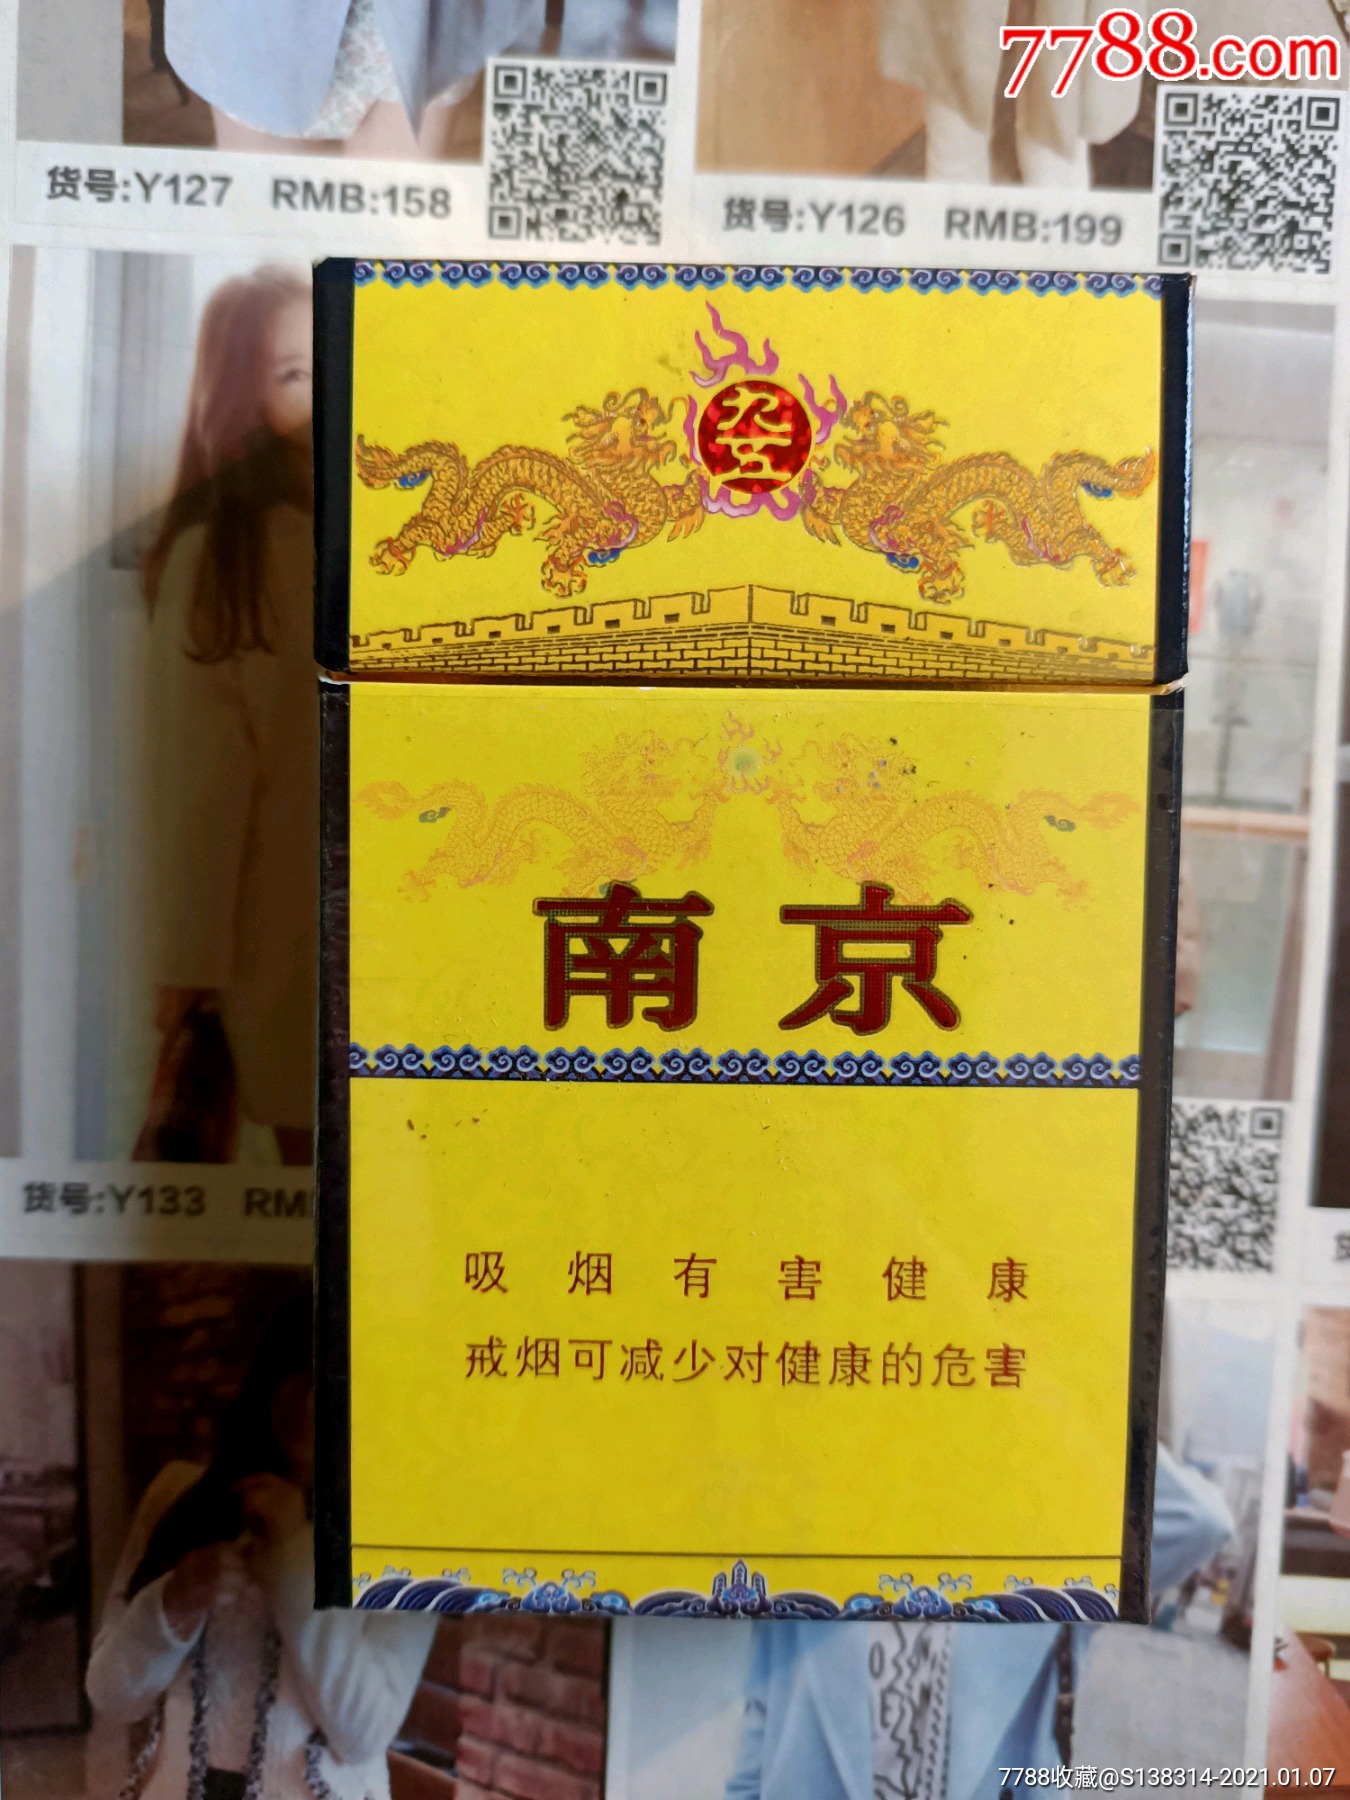 7788.com
货号:Y127 RMB:158
货号:Y126 RMB:199
九五
南京
货号:Y133 RM
吸烟有害健康
戒烟可减少对健康的危害
7788收藏@S138314-2021.01.07